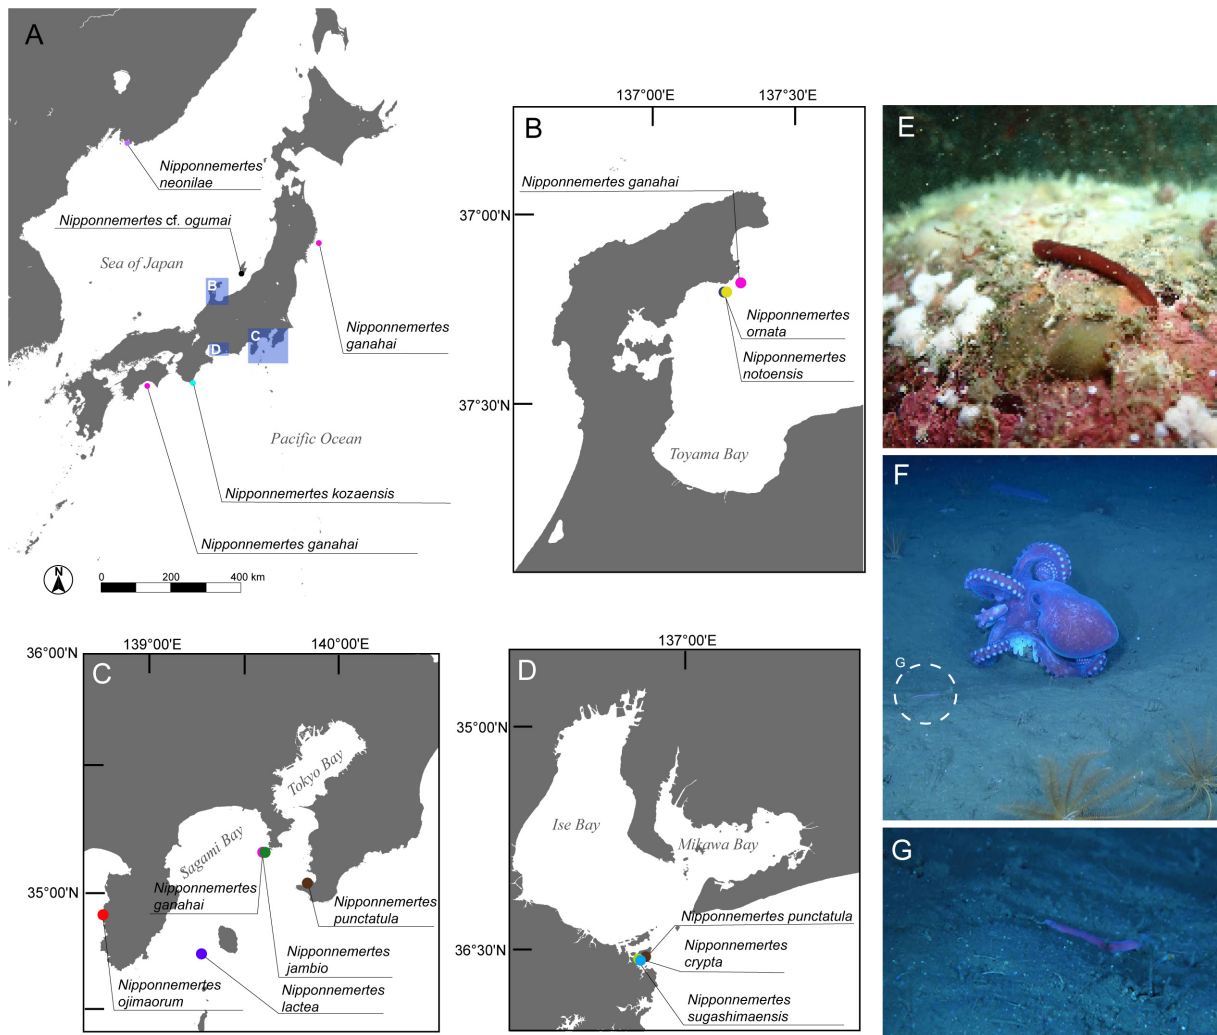 A
Nipponnemertes
neonilae
Nipponnemertes cf. ogumai
Sea of Japan
B
C
D
Nipponnemertes
ganahai
Pacific Ocean
Nipponnemertes kozaensis
Nipponnemertes ganahai
N
0 200 400 km
137°00'E 137°30'E
B
Nipponnemertes ganahai
37°00'N
Nipponnemertes
ornata
Nipponnemertes
notoensis
37°30'N
Toyama Bay
E
F
G
G
139°00'E 140°00'E
36°00'N
C
Tokyo Bay
Sagami Bay
35°00'N
Nipponnemertes
ganahai
Nipponnemertes
punctatula
Nipponnemertes
jambio
Nipponnemertes
ojimaorum
Nipponnemertes
lactea
137°00'E
D
35°00'N
Ise Bay
Mikawa Bay
Nipponnemertes punctatula
36°50'N
Nipponnemertes
crypta
Nipponnemertes
sugashimaensis